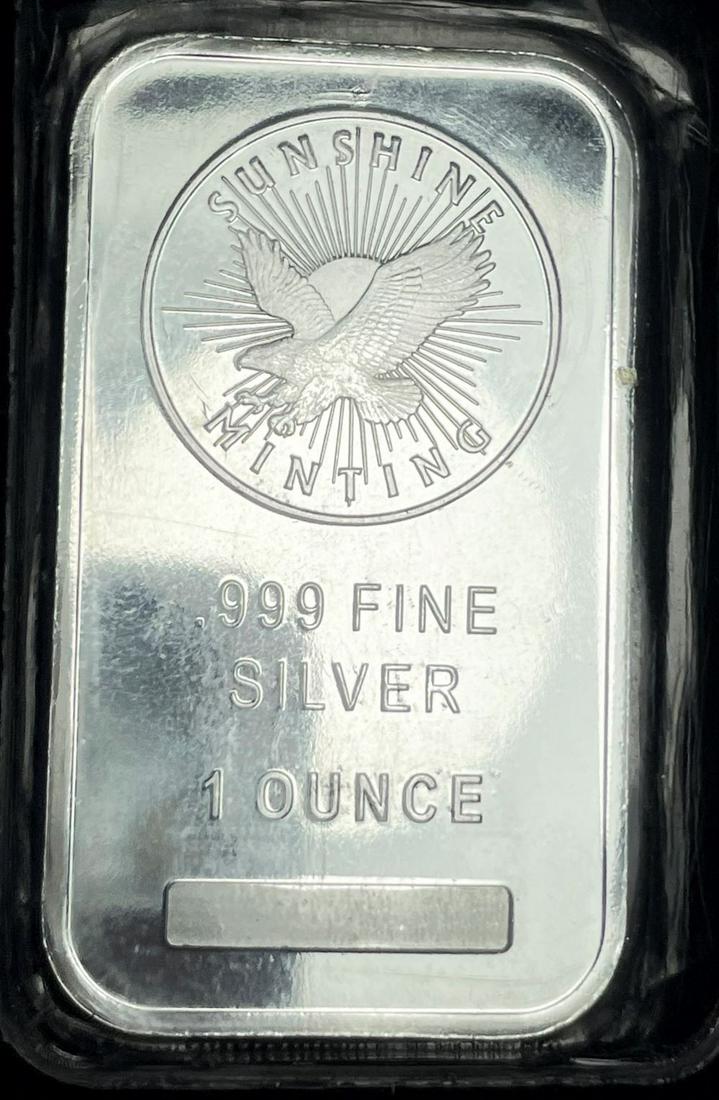 SUNSHINE
MINTING
.999 FINE
SILVER
1 OUNCE